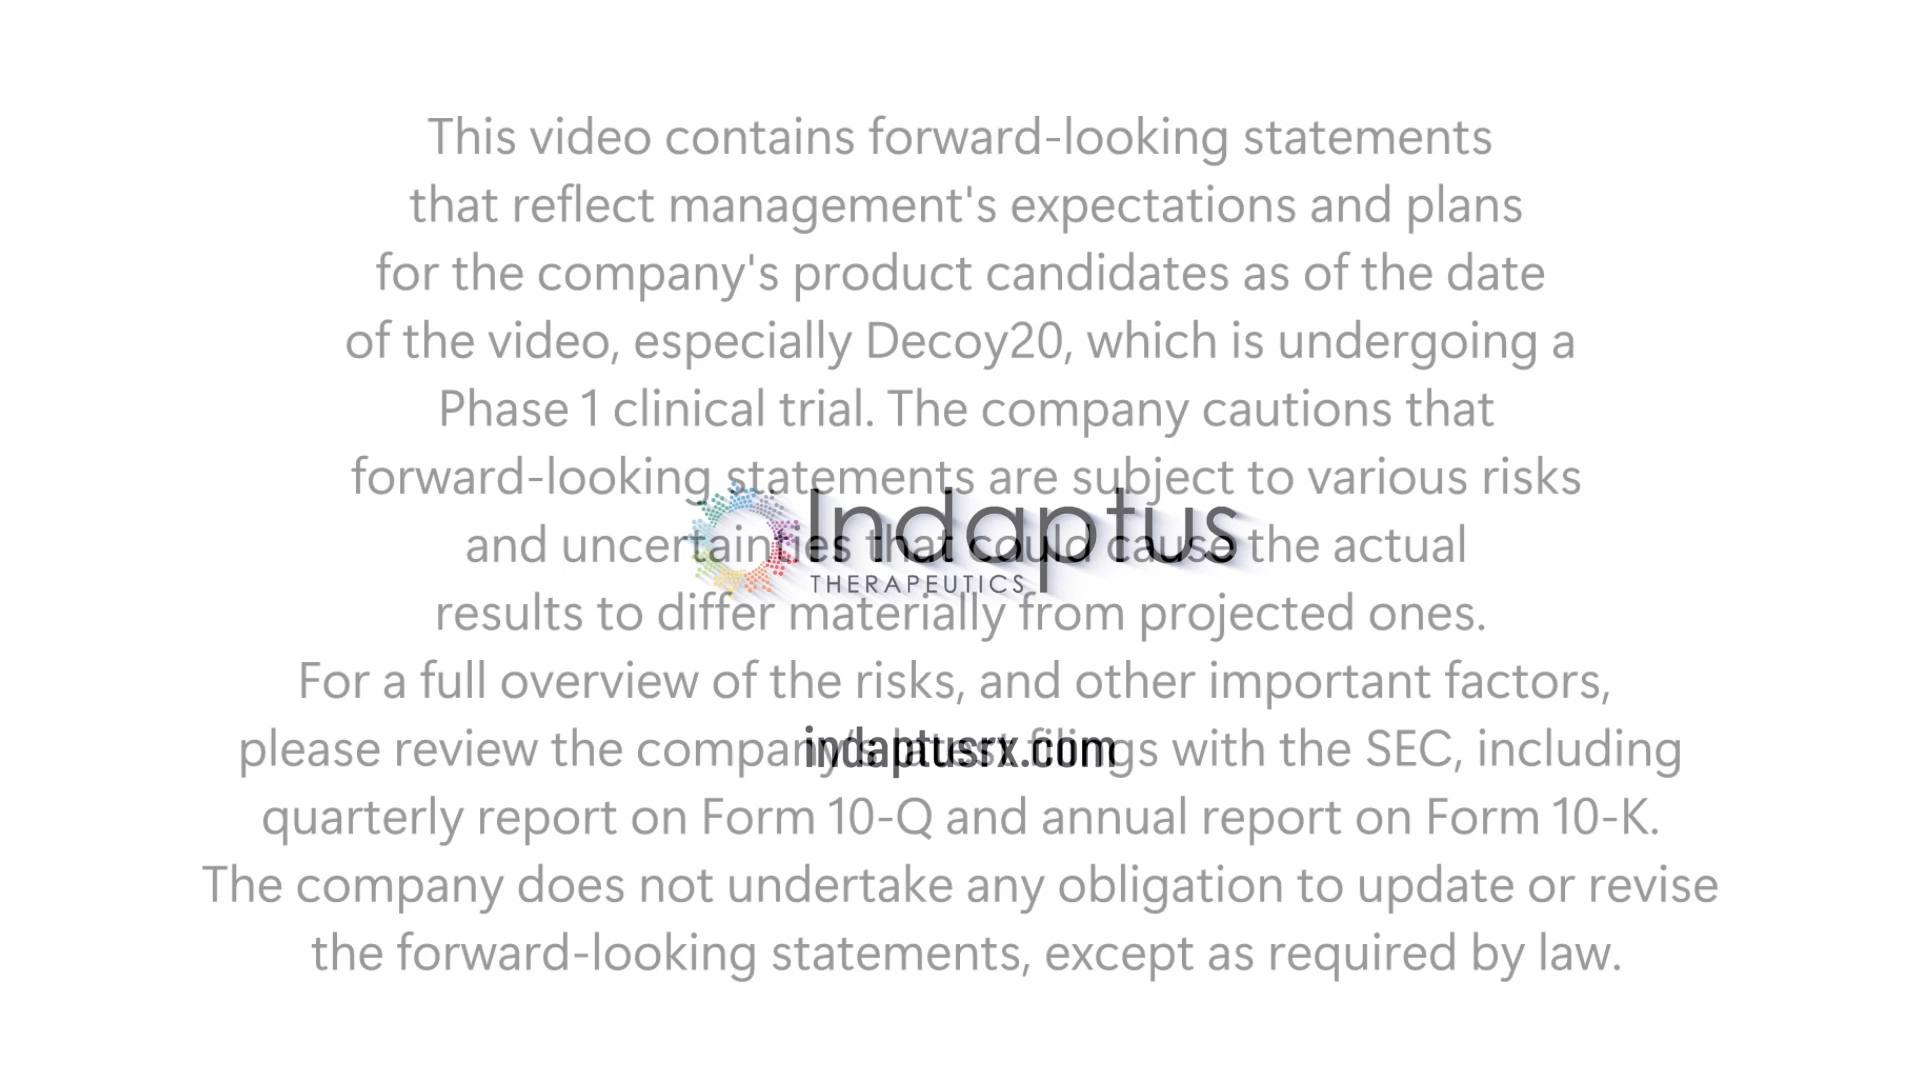 This video contains forward-looking statements
that reflect management's expectations and plans
for the company's product candidates as of the date
of the video, especially Decoy20, which is undergoing a
Phase 1 clinical trial. The company cautions that
forward-looking statements are subject to various risks
Indaptus
and uncertainties that could cause the actual
THERAPEUTICS
results to differ materially from projected ones.
For a full overview of the risks, and other important factors,
please review the company's latest filings with the SEC, including
indaptusrx.com
quarterly report on Form 10-Q and annual report on Form 10-K.
The company does not undertake any obligation to update or revise
the forward-looking statements, except as required by law.